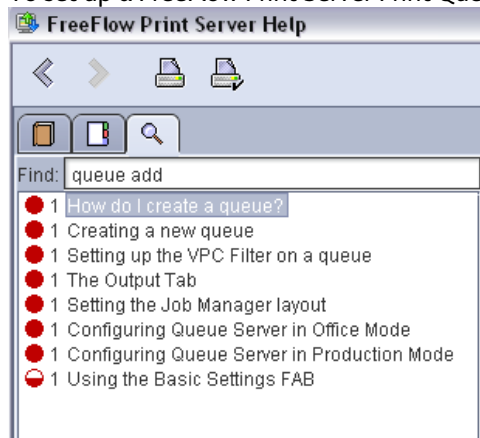 FreeFlow Print Server Help
Find: queue add
1 How do I create a queue?
1 Creating a new queue
1 Setting up the VPC Filter on a queue
1 The Output Tab
1 Setting the Job Manager layout
1 Configuring Queue Server in Office Mode
1 Configuring Queue Server in Production Mode
1 Using the Basic Settings FAB